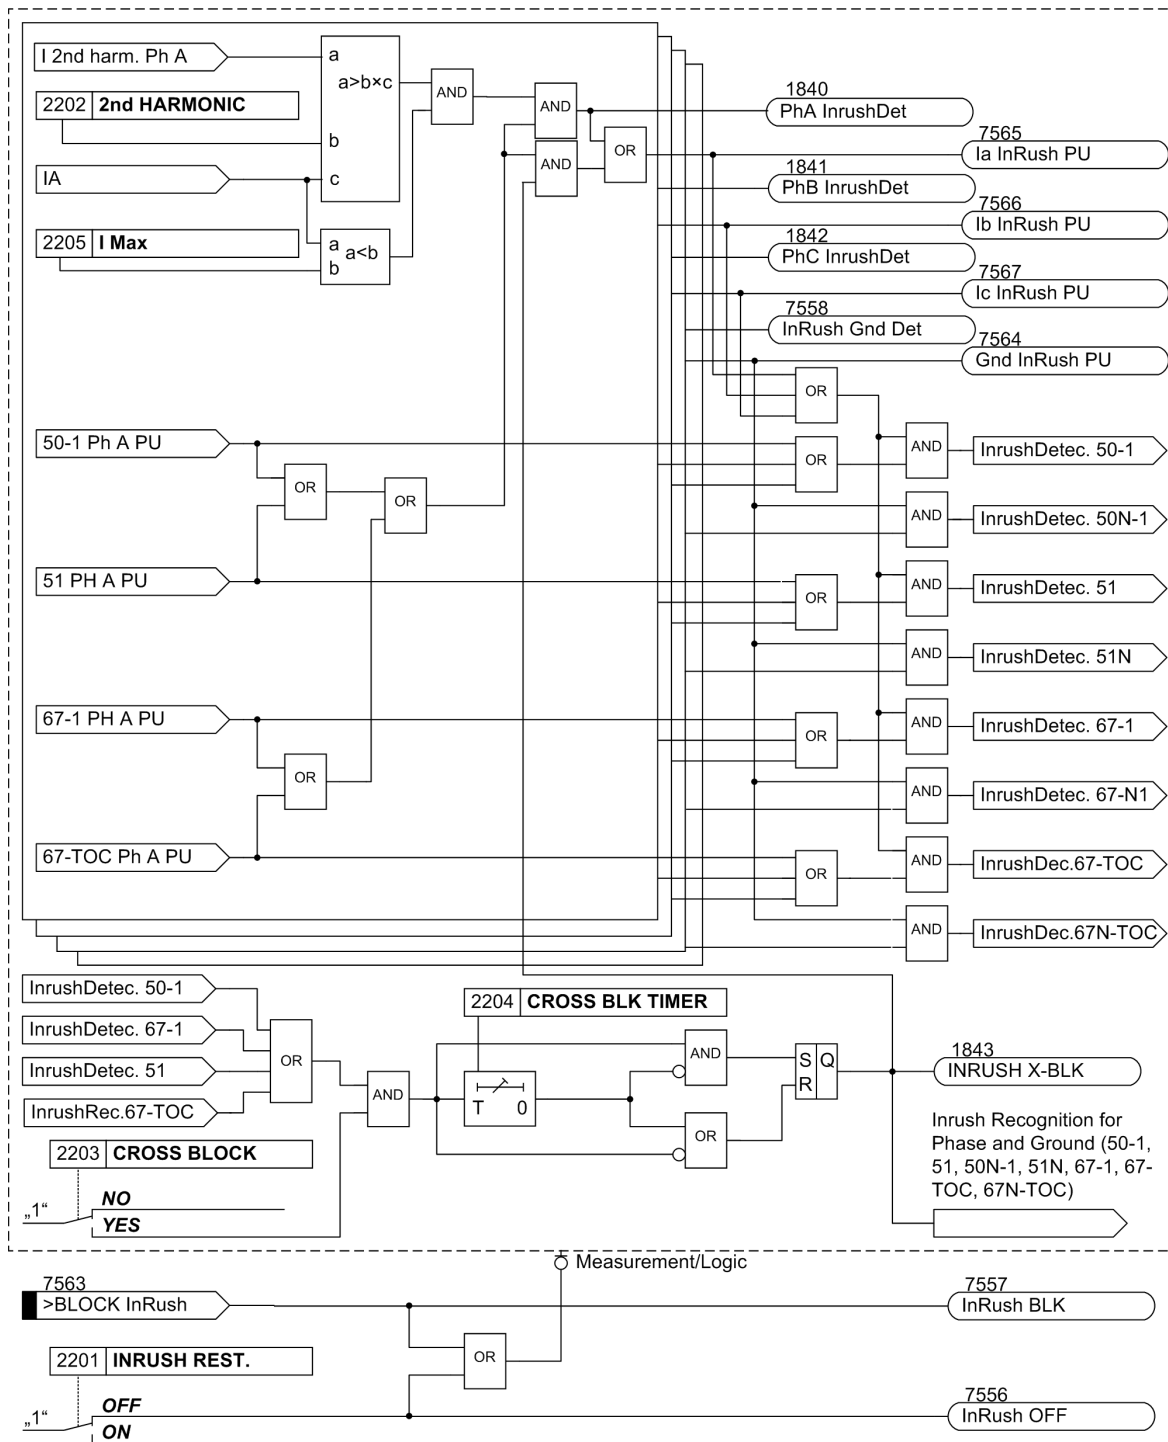 I 2nd harm. Ph A
2202 2nd HARMONIC
IA
2205 I Max
a
b
c
a>b×c
a
b
a<b
AND
AND
AND
OR
1840
PhA InrushDet
7565
Ia InRush PU
1841
PhB InrushDet
7566
Ib InRush PU
1842
PhC InrushDet
7567
Ic InRush PU
7558
InRush Gnd Det
7564
Gnd InRush PU
OR
50-1 Ph A PU
OR
OR
OR
AND
InrushDetec. 50-1
AND
InrushDetec. 50N-1
51 PH A PU
OR
AND
InrushDetec. 51
AND
InrushDetec. 51N
67-1 PH A PU
OR
OR
AND
InrushDetec. 67-1
AND
InrushDetec. 67-N1
67-TOC Ph A PU
OR
AND
InrushDec.67-TOC
AND
InrushDec.67N-TOC
InrushDetec. 50-1
InrushDetec. 67-1
InrushDetec. 51
InrushRec.67-TOC
OR
AND
2204 CROSS BLK TIMER
T 0
AND
OR
S Q
R
1843
INRUSH X-BLK
Inrush Recognition for
Phase and Ground (50-1,
51, 50N-1, 51N, 67-1, 67-
TOC, 67N-TOC)
2203 CROSS BLOCK
„1“
NO
YES
Measurement/Logic
7563
>BLOCK InRush
7557
InRush BLK
OR
2201 INRUSH REST.
„1“
OFF
ON
7556
InRush OFF